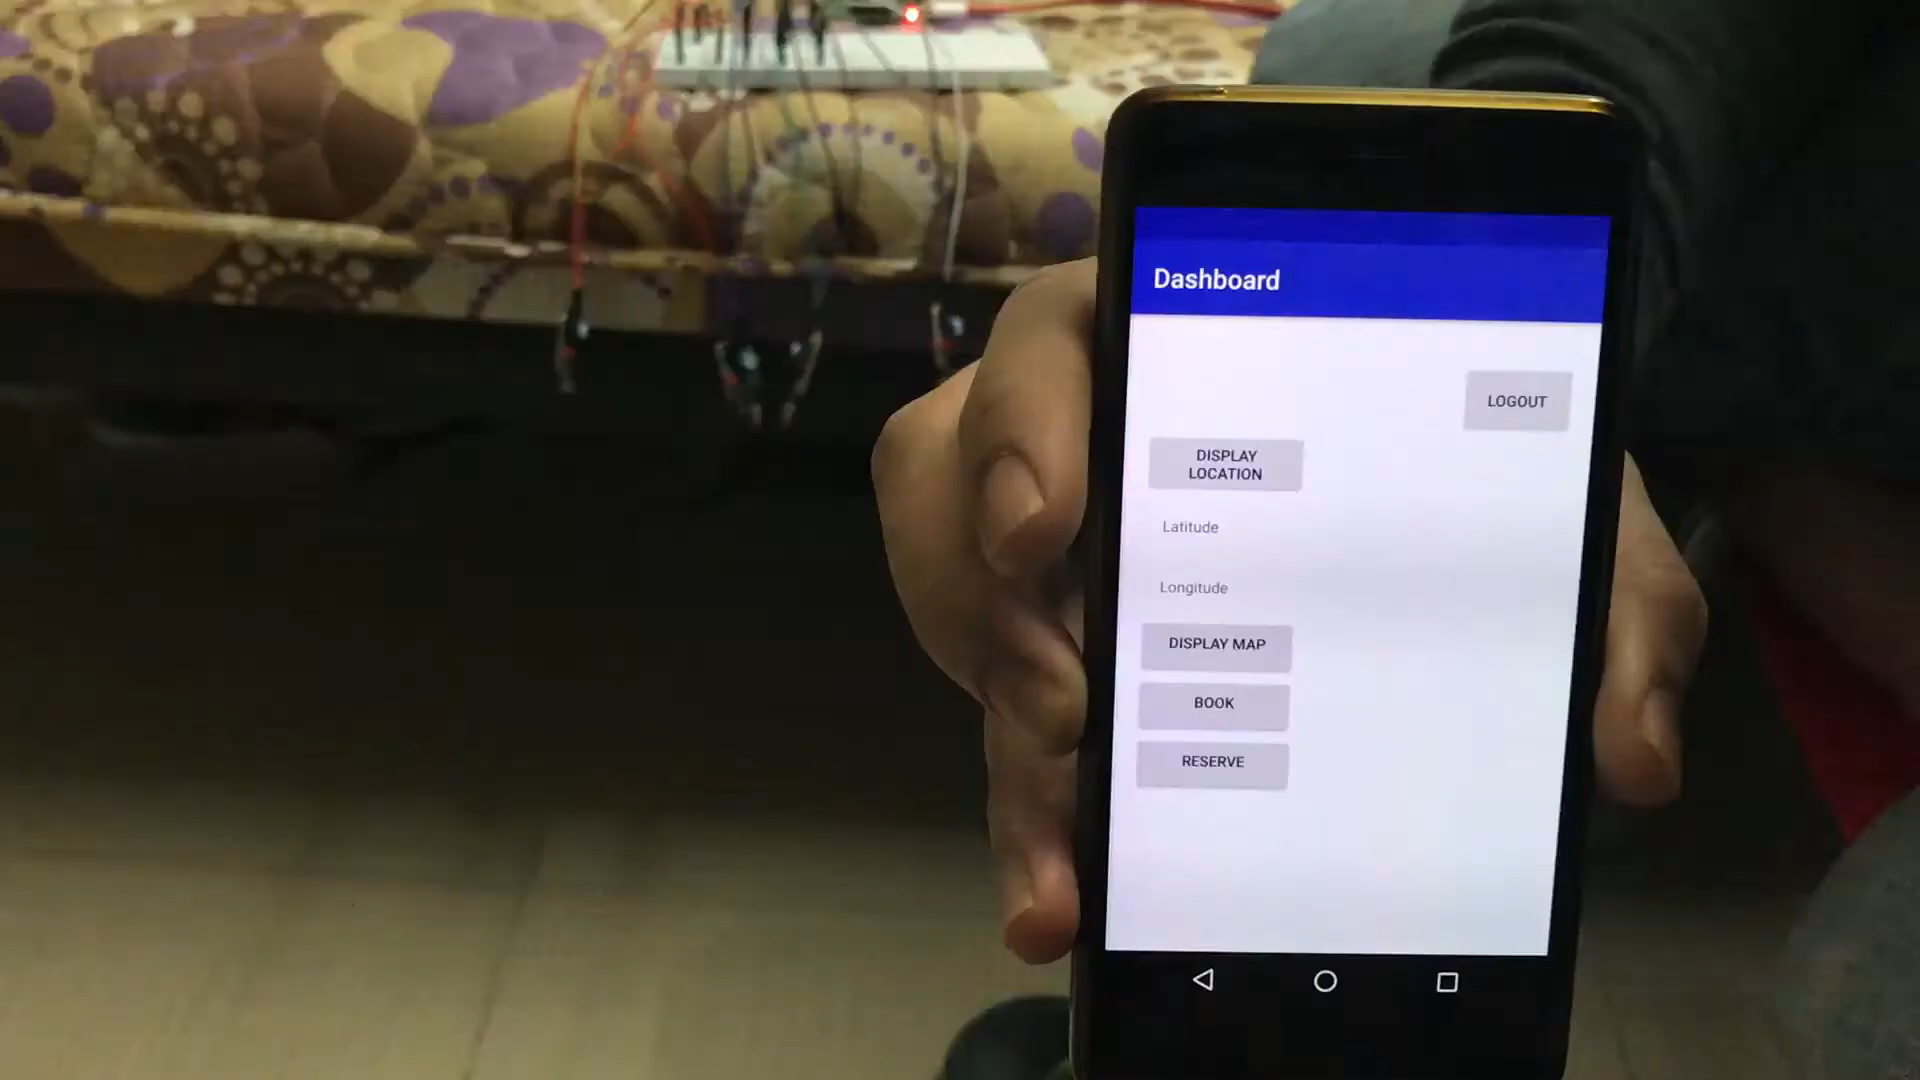 Dashboard
LOGOUT
DISPLAY
LOCATION
Latitude
Longitude
DISPLAY MAP
BOOK
RESERVE